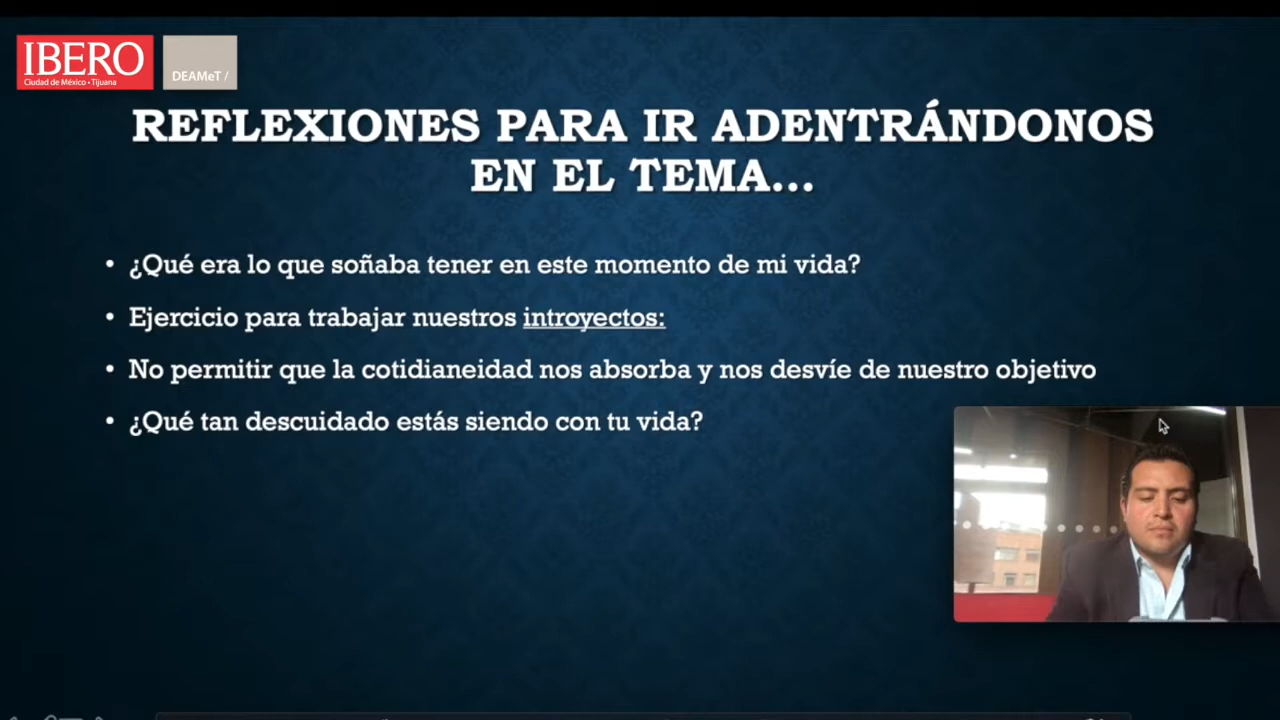 IBERO
Ciudad de México • Tijuana
DEAMeT /
REFLEXIONES PARA IR ADENTRÁNDONOS
EN EL TEMA...
• ¿Qué era lo que soñaba tener en este momento de mi vida?
• Ejercicio para trabajar nuestros introyectos:
• No permitir que la cotidianeidad nos absorba y nos desvíe de nuestro objetivo
• ¿Qué tan descuidado estás siendo con tu vida?